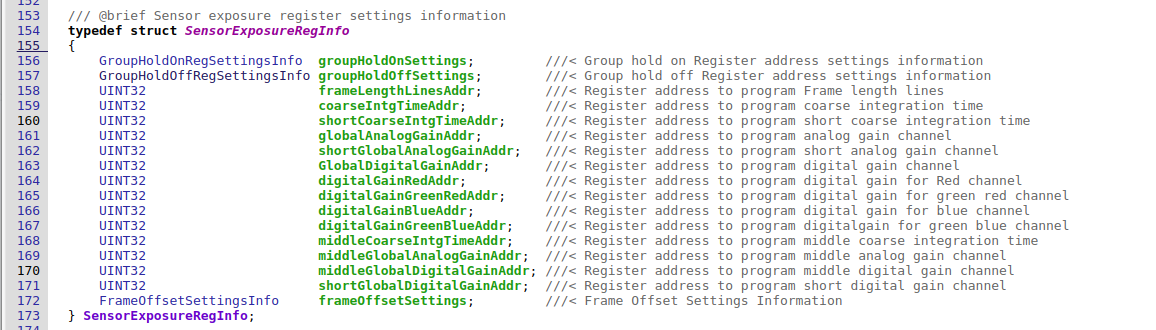 153 /// @brief Sensor exposure register settings information
154 typedef struct SensorExposureRegInfo
155 {
156 GroupHoldOnRegSettingsInfo groupHoldOnSettings; ///< Group hold on Register address settings information
157 GroupHoldOffRegSettingsInfo groupHoldOffSettings; ///< Group hold off Register address settings information
158 UINT32 frameLengthLinesAddr; ///< Register address to program Frame length lines
159 UINT32 coarseIntgTimeAddr; ///< Register address to program coarse integration time
160 UINT32 shortCoarseIntgTimeAddr; ///< Register address to program short coarse integration time
161 UINT32 globalAnalogGainAddr; ///< Register address to program analog gain channel
162 UINT32 shortGlobalAnalogGainAddr; ///< Register address to program short analog gain channel
163 UINT32 GlobalDigitalGainAddr; ///< Register address to program digital gain channel
164 UINT32 digitalGainRedAddr; ///< Register address to program digital gain for Red channel
165 UINT32 digitalGainGreenRedAddr; ///< Register address to program digital gain for green red channel
166 UINT32 digitalGainBlueAddr; ///< Register address to program digital gain for blue channel
167 UINT32 digitalGainGreenBlueAddr; ///< Register address to program digitalgain for green blue channel
168 UINT32 middleCoarseIntgTimeAddr; ///< Register address to program middle coarse integration time
169 UINT32 middleGlobalAnalogGainAddr; ///< Register address to program middle analog gain channel
170 UINT32 middleGlobalDigitalGainAddr; ///< Register address to program middle digital gain channel
171 UINT32 shortGlobalDigitalGainAddr; ///< Register address to program short digital gain channel
172 FrameOffsetSettingsInfo frameOffsetSettings; ///< Frame Offset Settings Information
173 } SensorExposureRegInfo;